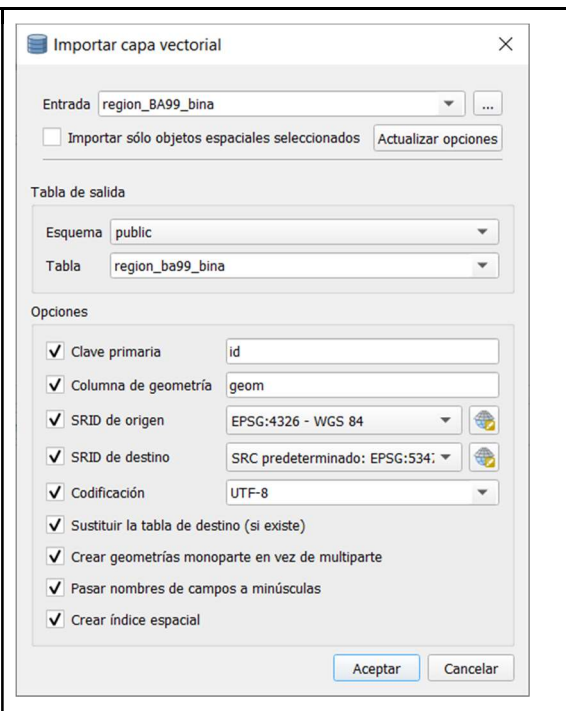 Importar capa vectorial
Entrada region_BA99_bina ...
Importar sólo objetos espaciales seleccionados Actualizar opciones
Tabla de salida
Esquema public
Tabla region_ba99_bina
Opciones
Clave primaria id
Columna de geometría geom
SRID de origen EPSG:4326 - WGS 84
SRID de destino SRC predeterminado: EPSG:534
Codificación UTF-8
Sustituir la tabla de destino (si existe)
Crear geometrías monoparte en vez de multiparte
Pasar nombres de campos a minúsculas
Crear índice espacial
Aceptar Cancelar